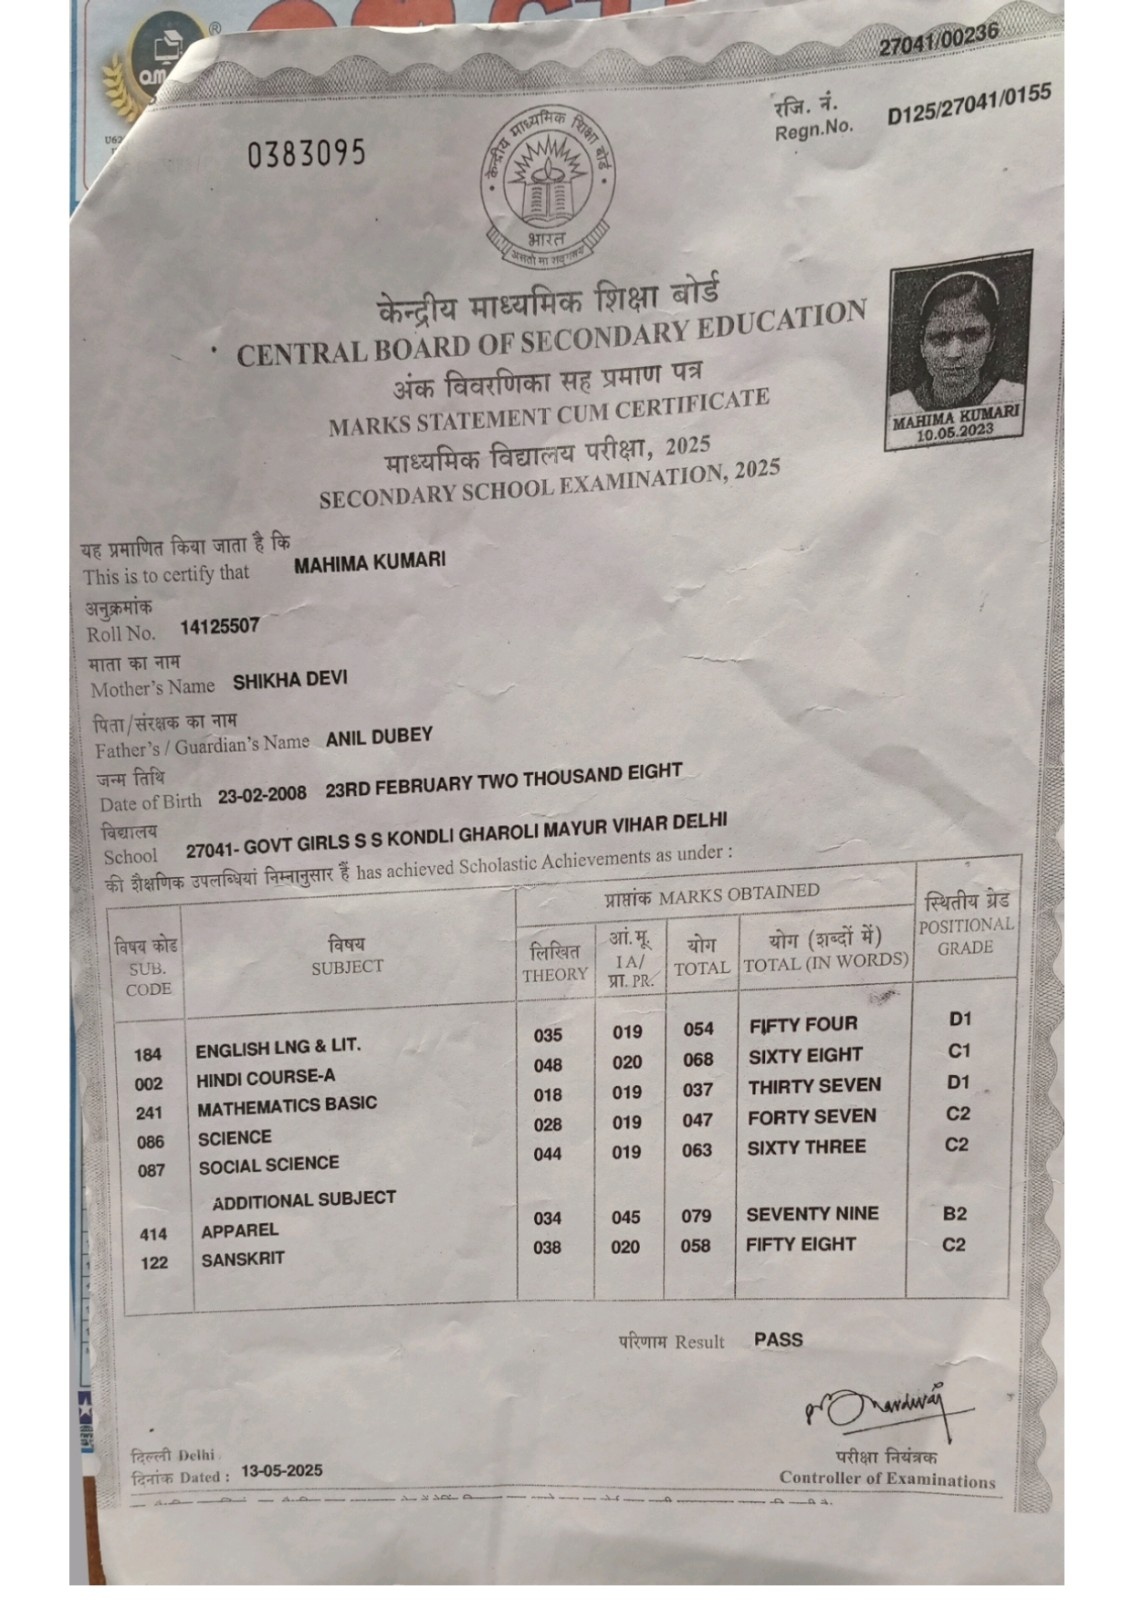 27041/00236
रजि. नं.
Regn.No. D125/27041/0155
0383095
केन्द्रीय माध्यमिक शिक्षा बोर्ड
भारत
असतो मा सद्गमय
केन्द्रीय माध्यमिक शिक्षा बोर्ड
CENTRAL BOARD OF SECONDARY EDUCATION
अंक विवरणिका सह प्रमाण पत्र
MARKS STATEMENT CUM CERTIFICATE
माध्यमिक विद्यालय परीक्षा, 2025
SECONDARY SCHOOL EXAMINATION, 2025
MAHIMA KUMARI
10.05.2023
यह प्रमाणित किया जाता है कि
This is to certify that MAHIMA KUMARI
अनुक्रमांक
Roll No. 14125507
माता का नाम
Mother's Name SHIKHA DEVI
पिता/संरक्षक का नाम
Father's / Guardian's Name ANIL DUBEY
जन्म तिथि
Date of Birth 23-02-2008 23RD FEBRUARY TWO THOUSAND EIGHT
विद्यालय
School 27041- GOVT GIRLS S S KONDLI GHAROLI MAYUR VIHAR DELHI
की शैक्षणिक उपलब्धियां निम्नानुसार हैं has achieved Scholastic Achievements as under :
विषय कोड
SUB.
CODE
विषय
SUBJECT
प्राप्तांक MARKS OBTAINED
लिखित
THEORY
आं.मू.
IA/
प्रा. PR.
योग
TOTAL
योग (शब्दों में)
TOTAL (IN WORDS)
स्थितीय ग्रेड
POSITIONAL
GRADE
184 ENGLISH LNG & LIT. 035 019 054 FIFTY FOUR D1
002 HINDI COURSE-A 048 020 068 SIXTY EIGHT C1
241 MATHEMATICS BASIC 018 019 037 THIRTY SEVEN D1
086 SCIENCE 028 019 047 FORTY SEVEN C2
087 SOCIAL SCIENCE 044 019 063 SIXTY THREE C2
ADDITIONAL SUBJECT
414 APPAREL 034 045 079 SEVENTY NINE B2
122 SANSKRIT 038 020 058 FIFTY EIGHT C2
परिणाम Result PASS
दिल्ली Delhi
दिनांक Dated : 13-05-2025
परीक्षा नियंत्रक
Controller of Examinations